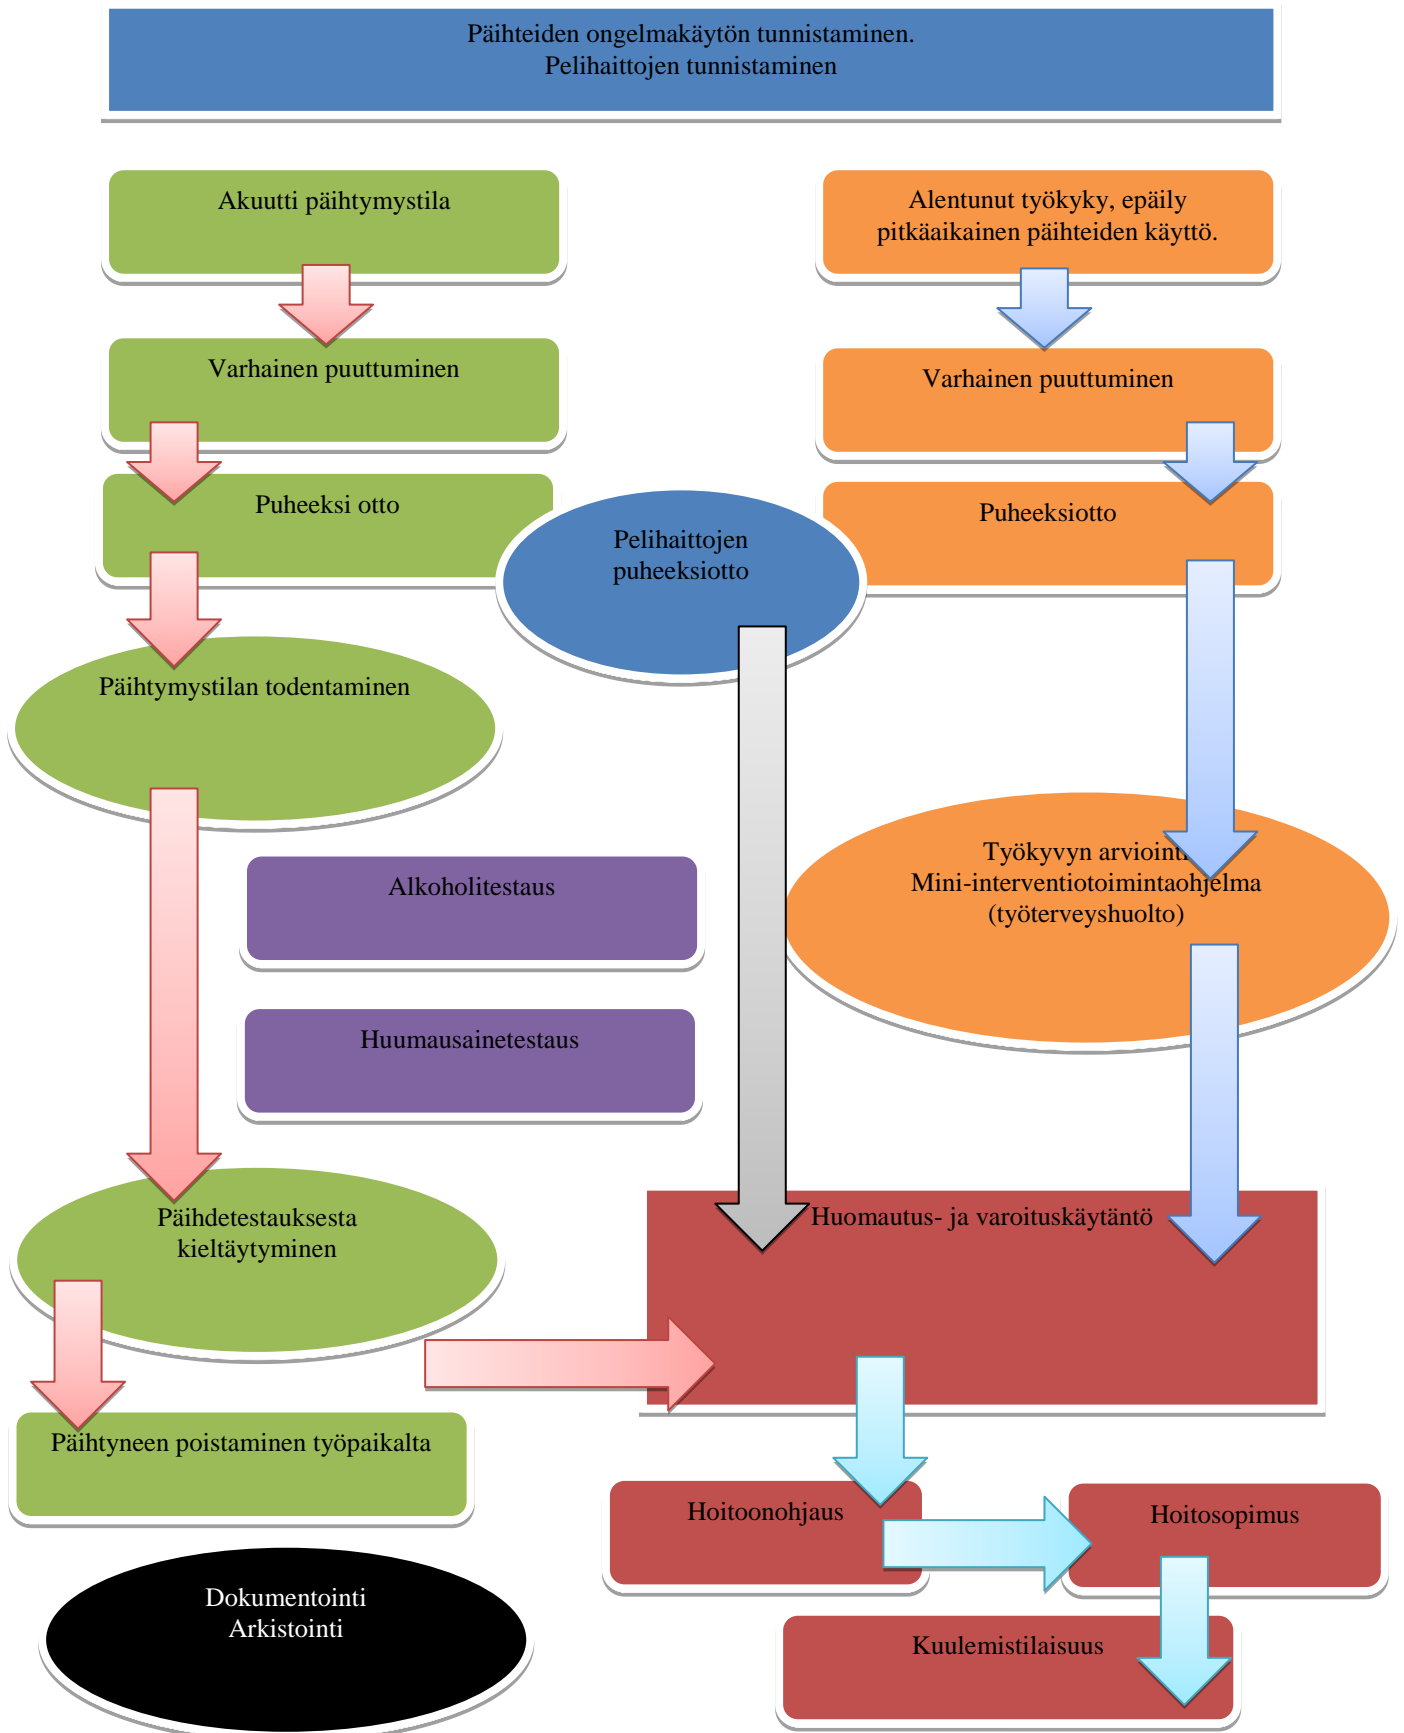 Päihteiden ongelmakäytön tunnistaminen.
Pelihaittojen tunnistaminen
Akuutti päihtymystila
Alentunut työkyky, epäily
pitkäaikainen päihteiden käyttö.
Varhainen puuttuminen
Varhainen puuttuminen
Puheeksi otto
Puheeksiotto
Pelihaittojen
puheeksiotto
Päihtymystilan todentaminen
Alkoholitestaus
Työkyvyn arviointi
Mini-interventiotoimintaohjelma
(työterveyshuolto)
Huumausainetestaus
Päihdetestauksesta
kieltäytyminen
Huomautus- ja varoituskäytäntö
Päihtyneen poistaminen työpaikalta
Hoitoonohjaus
Hoitosopimus
Dokumentointi
Arkistointi
Kuulemistilaisuus